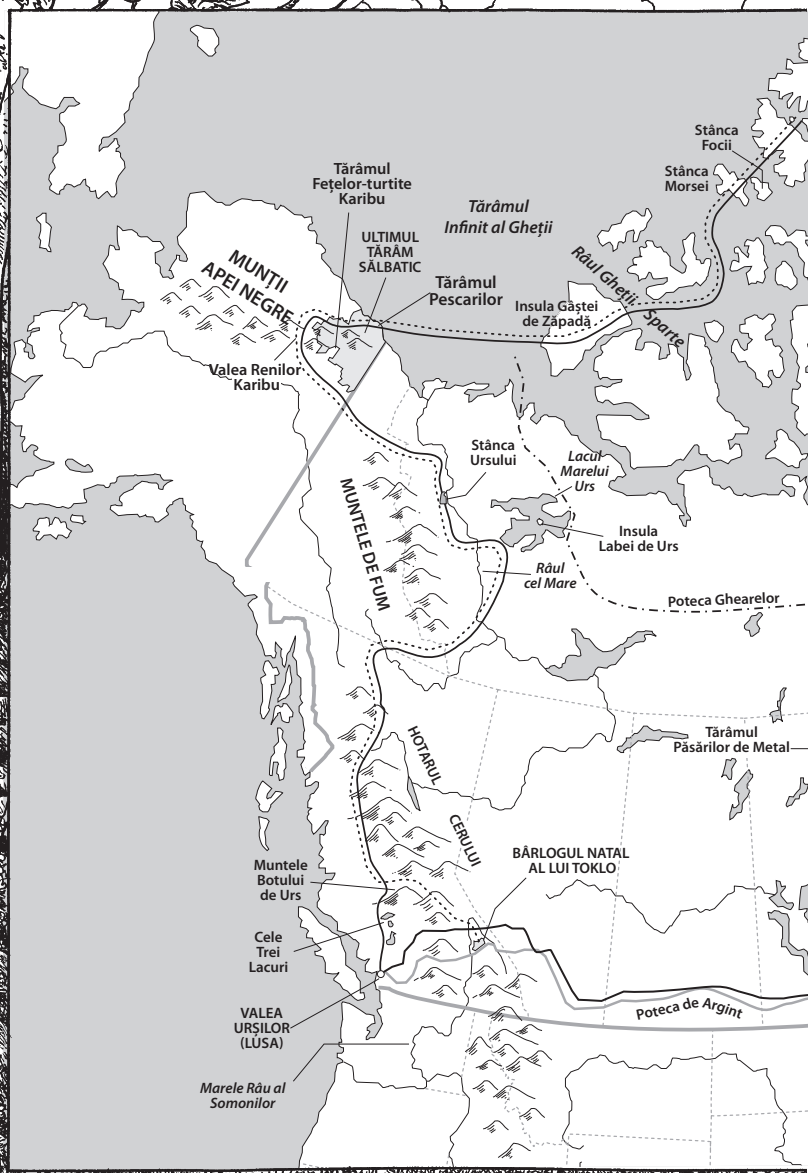 Stânca
Focii
Stânca
Morsei
Tărâmul
Fețelor-turtite
Karibu
Tărâmul
Infinit al Gheții
ULTIMUL
TĂRÂM
SĂLBATIC
MUNȚII
APEI NEGRE
Tărâmul
Pescarilor
Râul Gheții Sparte
Insula Gâștei
de Zăpadă
Valea Renilor
Karibu
Stânca
Ursului
Lacul
Marelui
Urs
MUNTELE DE FUM
Insula
Labei de Urs
Râul
cel Mare
Poteca Ghearelor
HOTARUL
CERULUI
Tărâmul
Păsărilor de Metal
BÂRLOGUL NATAL
AL LUI TOKLO
Muntele
Botului
de Urs
Cele
Trei
Lacuri
VALEA
URȘILOR
(LUSA)
Poteca de Argint
Marele Râu al
Somonilor